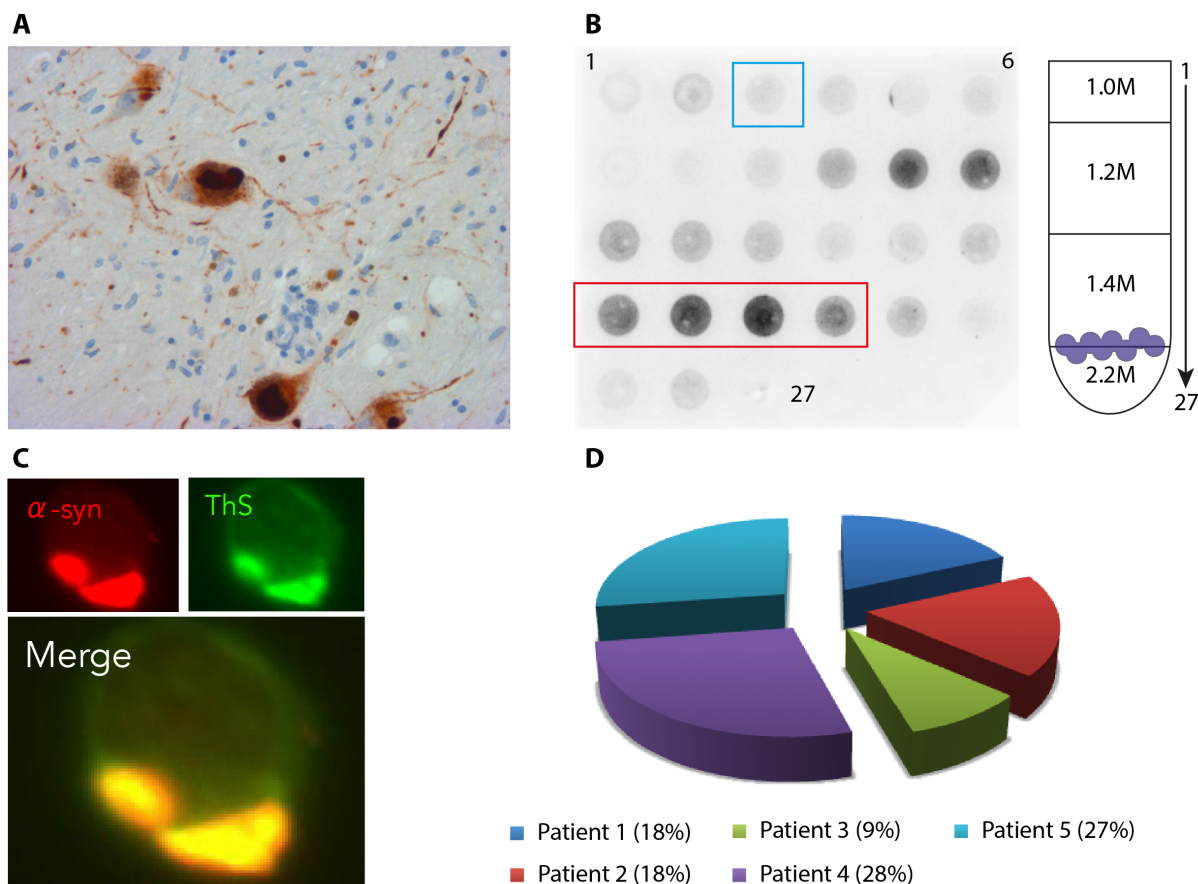 A
B
1
6
27
1.0M
1.2M
1.4M
2.2M
1
27
C
α-syn
ThS
Merge
D
Patient 1 (18%)
Patient 3 (9%)
Patient 5 (27%)
Patient 2 (18%)
Patient 4 (28%)